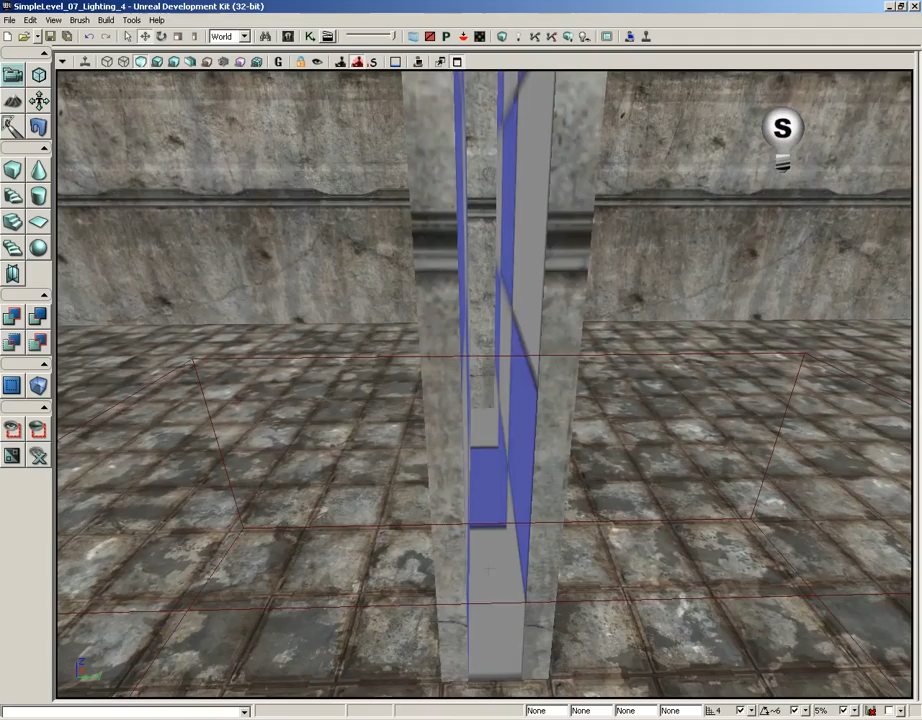 SimpleLevel_07_Lighting_4 - Unreal Development Kit (32-bit)
File Edit View Brush Build Tools Help
World K
P
G S
S
Z
None None None None 4 ~6 5%